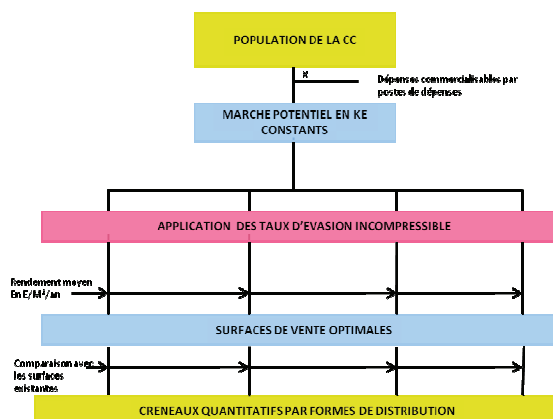 POPULATION DE LA CC
x
Dépenses commercialisables par
postes de dépenses
MARCHE POTENTIEL EN KE
CONSTANTS
APPLICATION DES TAUX D'EVASION INCOMPRESSIBLE
Rendement moyen
En E/M²/an
SURFACES DE VENTE OPTIMALES
Comparaison avec
les surfaces
existantes
CRENEAUX QUANTITATIFS PAR FORMES DE DISTRIBUTION